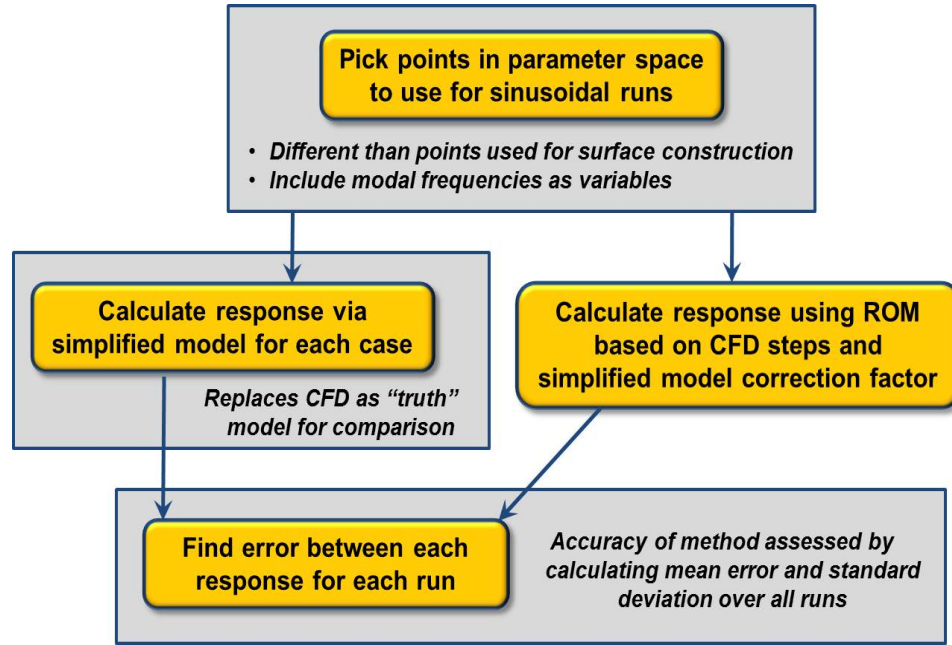 Pick points in parameter space
to use for sinusoidal runs
• Different than points used for surface construction
• Include modal frequencies as variables
Calculate response via
simplified model for each case
Replaces CFD as “truth”
model for comparison
Calculate response using ROM
based on CFD steps and
simplified model correction factor
Find error between each
response for each run
Accuracy of method assessed by
calculating mean error and standard
deviation over all runs